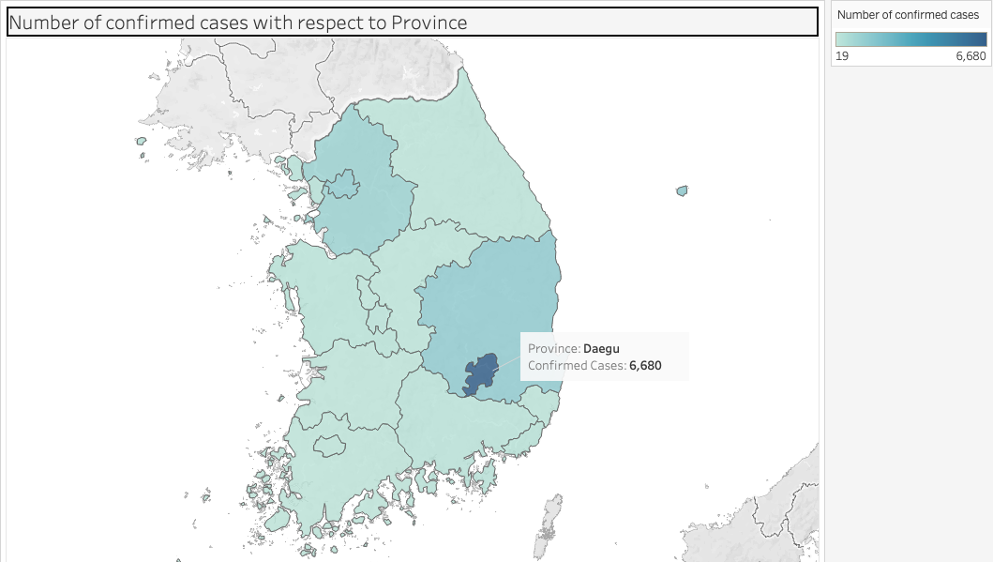 Number of confirmed cases with respect to Province
Number of confirmed cases
19 6,680
Province: Daegu
Confirmed Cases: 6,680